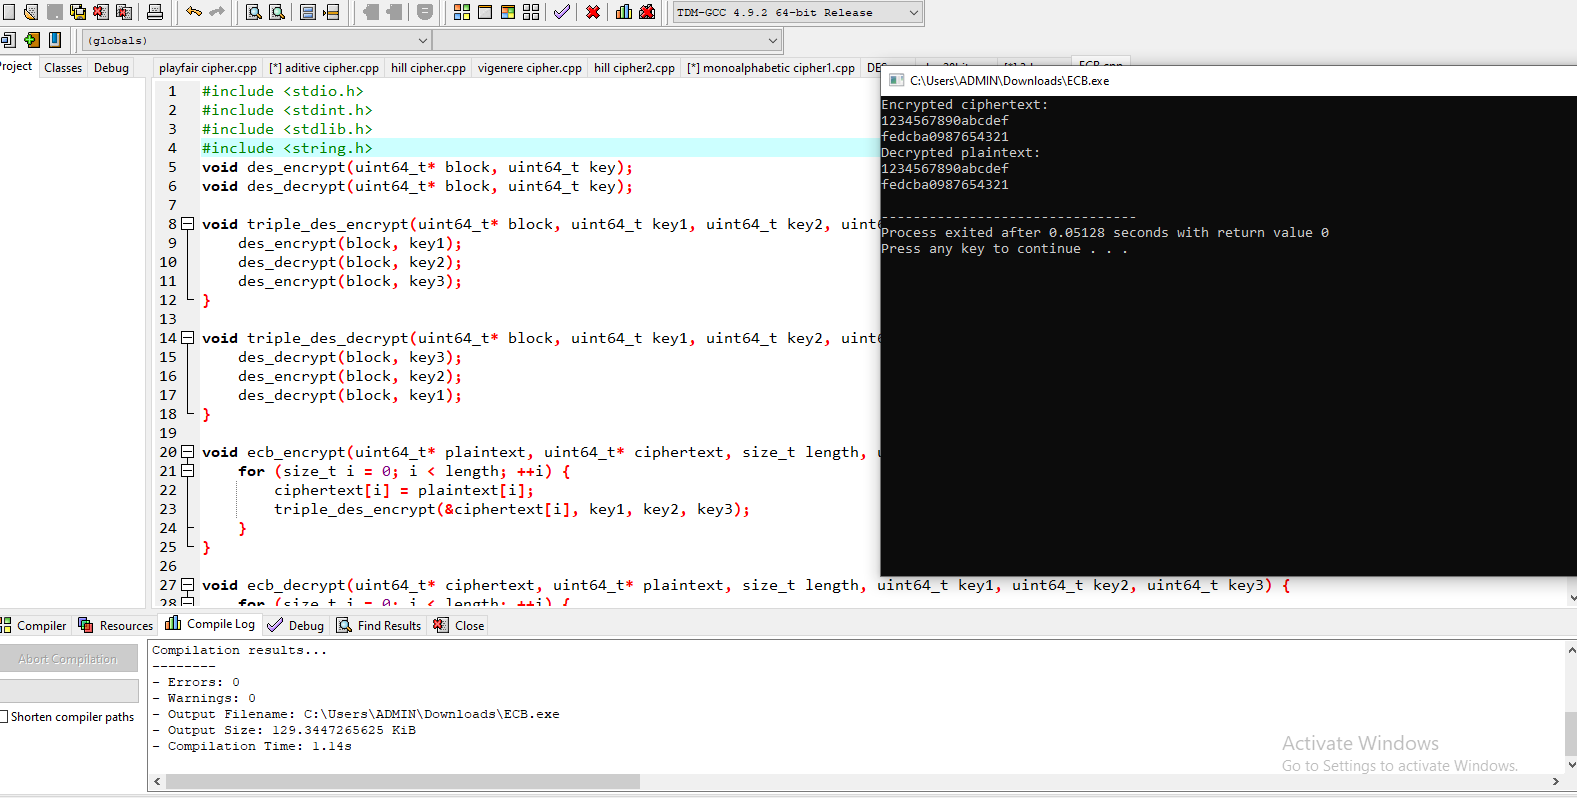 TDM-GCC 4.9.2 64-bit Release
(globals)
Project Classes Debug
playfair cipher.cpp [*] aditive cipher.cpp hill cipher.cpp vigenere cipher.cpp hill cipher2.cpp [*] monoalphabetic cipher1.cpp ECB.cpp
1 #include <stdio.h>
2 #include <stdint.h>
3 #include <stdlib.h>
4 #include <string.h>
5 void des_encrypt(uint64_t* block, uint64_t key);
6 void des_decrypt(uint64_t* block, uint64_t key);
7
8 void triple_des_encrypt(uint64_t* block, uint64_t key1, uint64_t key2, uint
9 des_encrypt(block, key1);
10 des_decrypt(block, key2);
11 des_encrypt(block, key3);
12 }
13
14 void triple_des_decrypt(uint64_t* block, uint64_t key1, uint64_t key2, uint
15 des_decrypt(block, key3);
16 des_encrypt(block, key2);
17 des_decrypt(block, key1);
18 }
19
20 void ecb_encrypt(uint64_t* plaintext, uint64_t* ciphertext, size_t length,
21 for (size_t i = 0; i < length; ++i) {
22 ciphertext[i] = plaintext[i];
23 triple_des_encrypt(&ciphertext[i], key1, key2, key3);
24 }
25 }
26
27 void ecb_decrypt(uint64_t* ciphertext, uint64_t* plaintext, size_t length, uint64_t key1, uint64_t key2, uint64_t key3) {
28 for (size_t i = 0; i < length; ++i) {
C:\Users\ADMIN\Downloads\ECB.exe
Encrypted ciphertext:
1234567890abcdef
fedcba0987654321
Decrypted plaintext:
1234567890abcdef
fedcba0987654321
--------------------------------
Process exited after 0.05128 seconds with return value 0
Press any key to continue . . .
Compiler Resources Compile Log Debug Find Results Close
Abort Compilation
Shorten compiler paths
Compilation results...
--------
- Errors: 0
- Warnings: 0
- Output Filename: C:\Users\ADMIN\Downloads\ECB.exe
- Output Size: 129.3447265625 KiB
- Compilation Time: 1.14s
Activate Windows
Go to Settings to activate Windows.